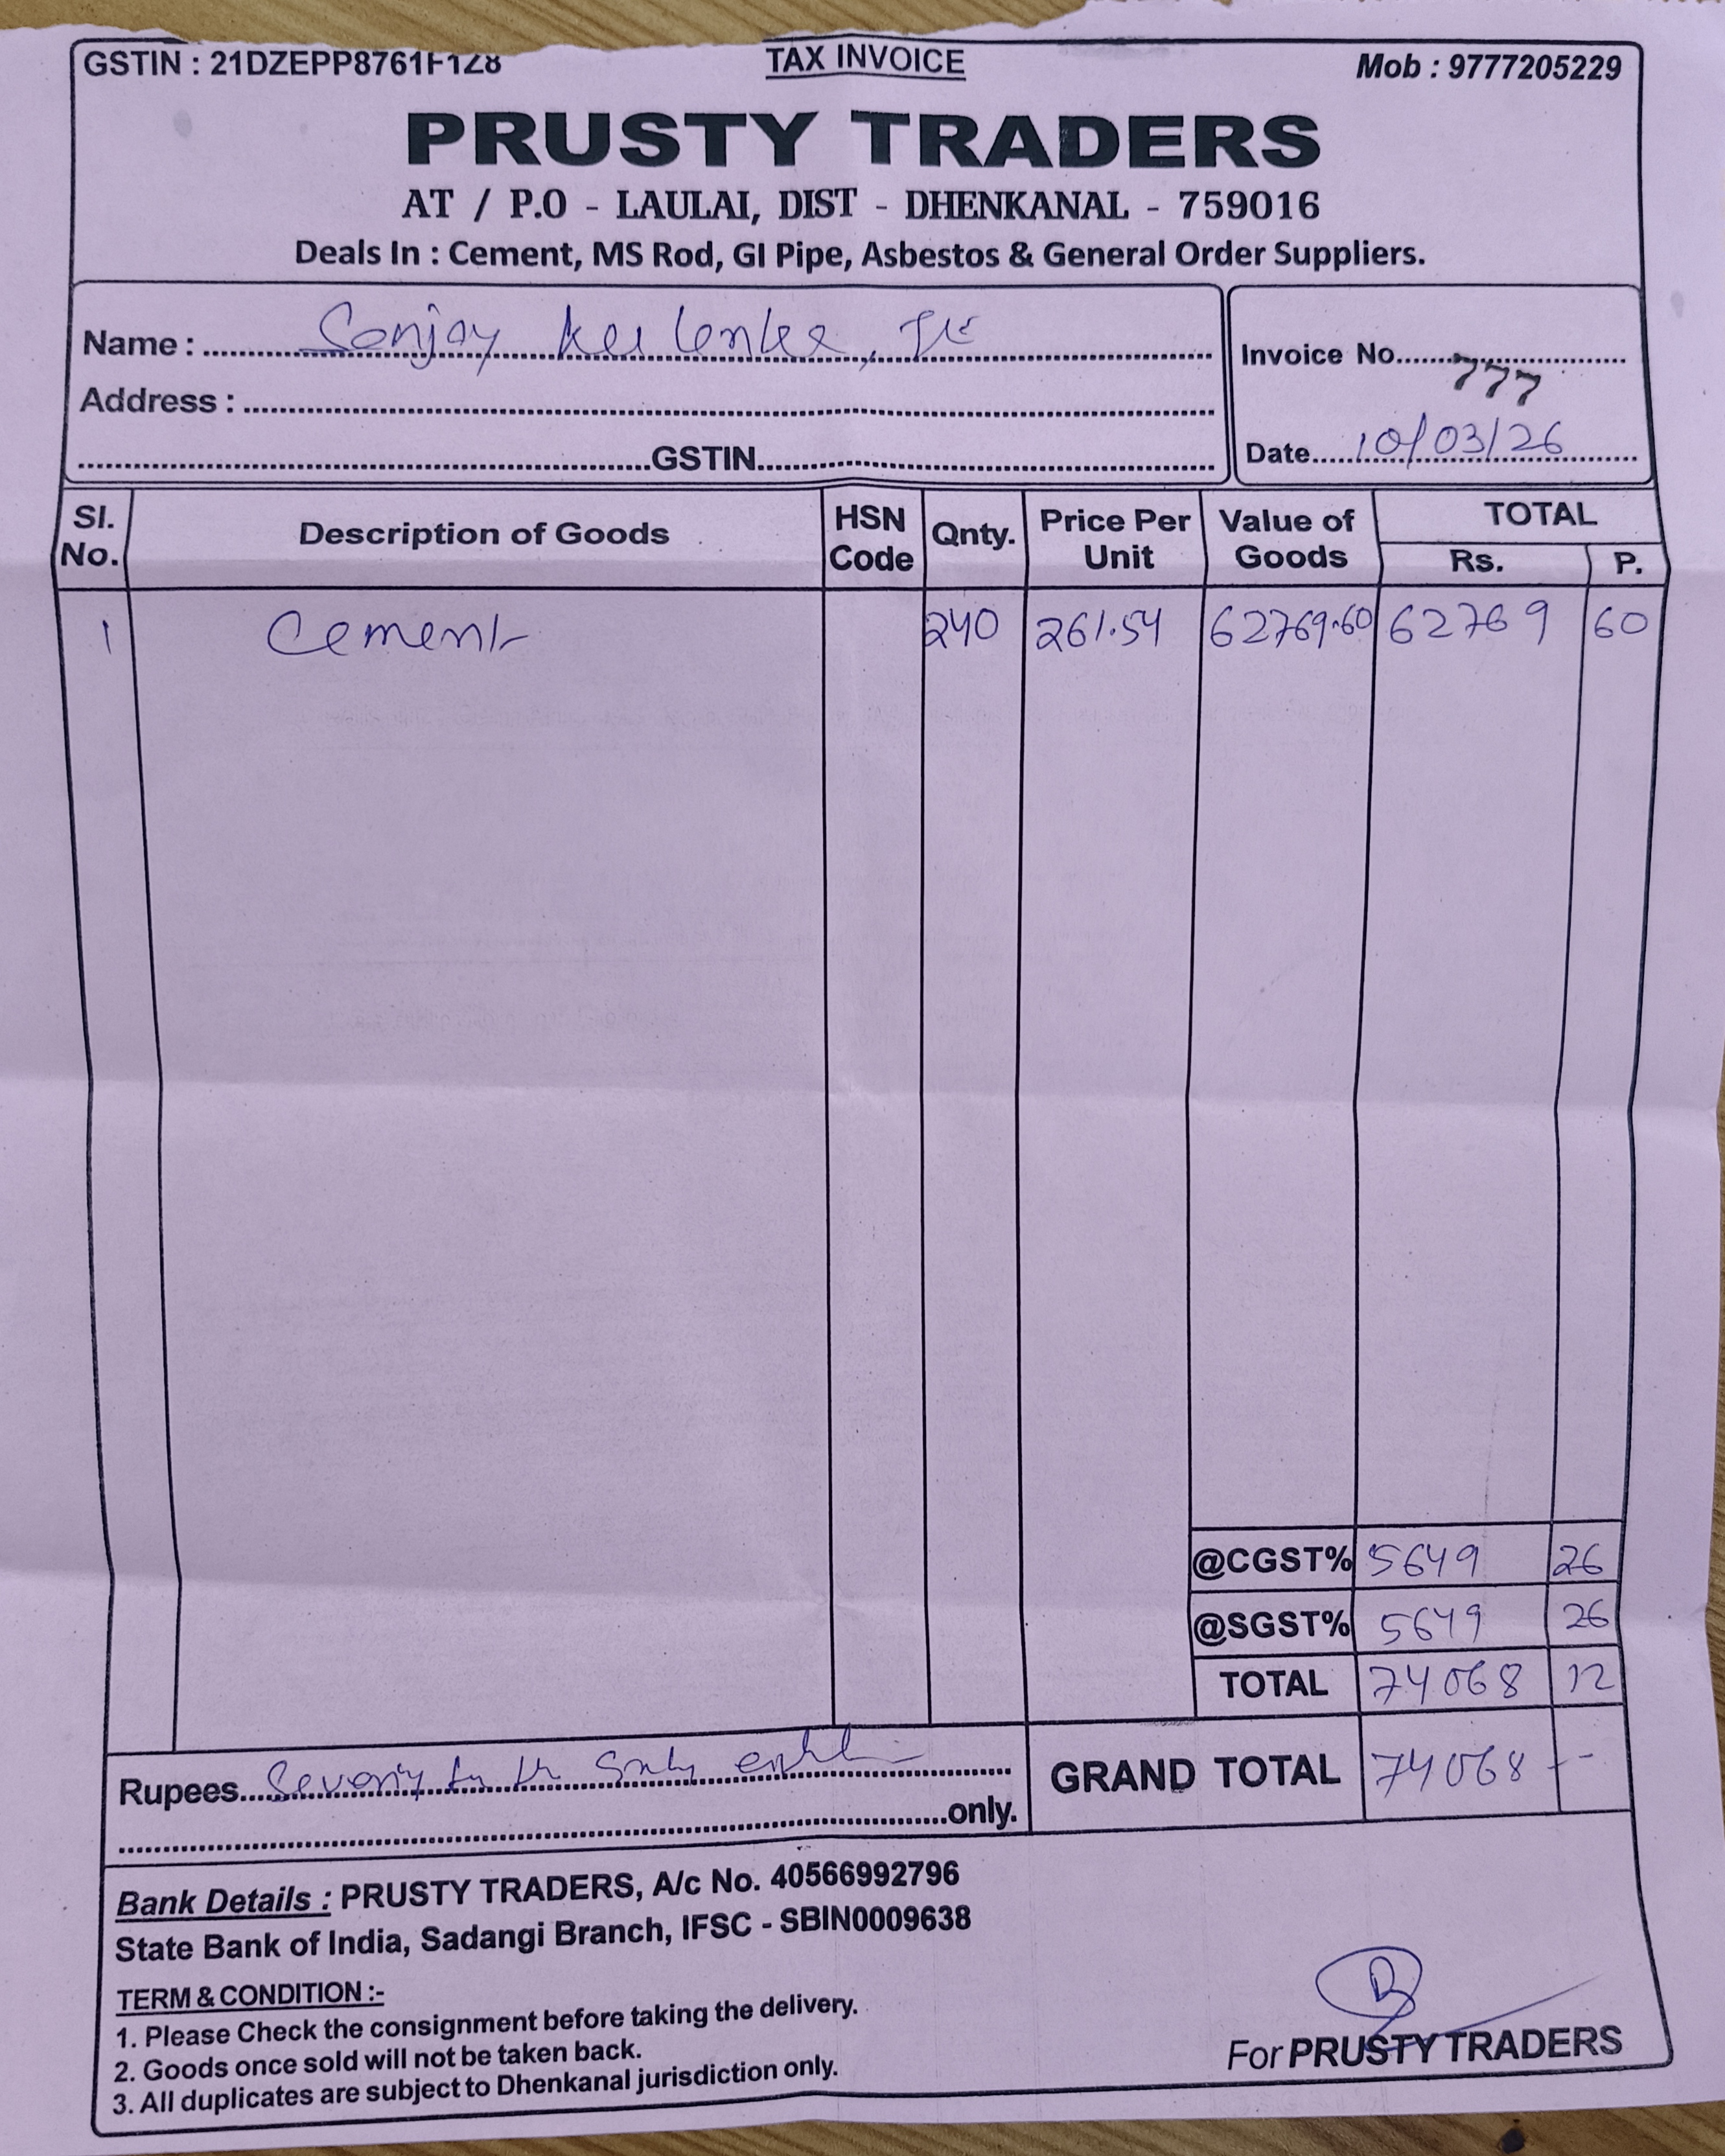 GSTIN : 21DZEPP8761F1Z8 TAX INVOICE Mob : 9777205229
PRUSTY TRADERS
AT / P.O - LAULAI, DIST - DHENKANAL - 759016
Deals In : Cement, MS Rod, GI Pipe, Asbestos & General Order Suppliers.
Name : Sanjay Ku Lenka, JE
Address :
GSTIN
Invoice No. 777
Date 10/03/26
Sl. No. Description of Goods HSN Code Qnty. Price Per Unit Value of Goods TOTAL Rs. P.
1 Cement 240 261.54 62769.60 62769 60
@CGST% 5649 26
@SGST% 5649 26
TOTAL 74068 12
Rupees Seventy
only.
GRAND TOTAL 74068 -
Bank Details : PRUSTY TRADERS, A/c No. 40566992796
State Bank of India, Sadangi Branch, IFSC - SBIN0009638
TERM & CONDITION :-
1. Please Check the consignment before taking the delivery.
2. Goods once sold will not be taken back.
3. All duplicates are subject to Dhenkanal jurisdiction only.
For PRUSTY TRADERS